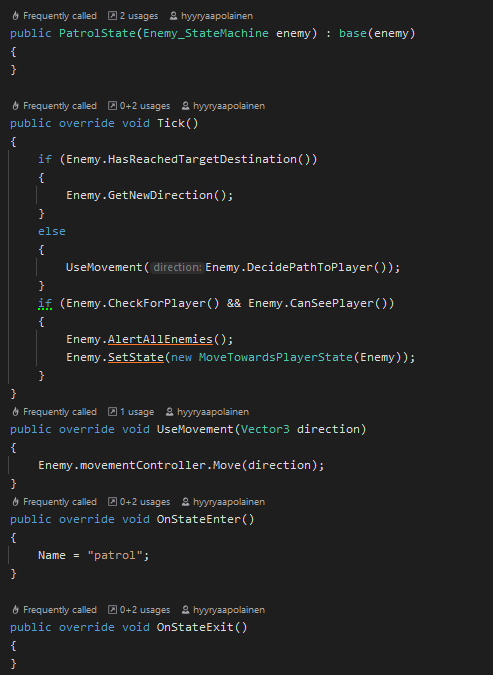 Frequently called 2 usages hyyryaapolainen
public PatrolState(Enemy_StateMachine enemy) : base(enemy)
{
}
Frequently called 0+2 usages hyyryaapolainen
public override void Tick()
{
if (Enemy.HasReachedTargetDestination())
{
Enemy.GetNewDirection();
}
else
{
UseMovement(direction:Enemy.DecidePathToPlayer());
}
if (Enemy.CheckForPlayer() && Enemy.CanSeePlayer())
{
Enemy.AlertAllEnemies();
Enemy.SetState(new MoveTowardsPlayerState(Enemy));
}
}
Frequently called 1 usage hyyryaapolainen
public override void UseMovement(Vector3 direction)
{
Enemy.movementController.Move(direction);
}
Frequently called 0+2 usages hyyryaapolainen
public override void OnStateEnter()
{
Name = "patrol";
}
Frequently called 0+2 usages hyyryaapolainen
public override void OnStateExit()
{
}